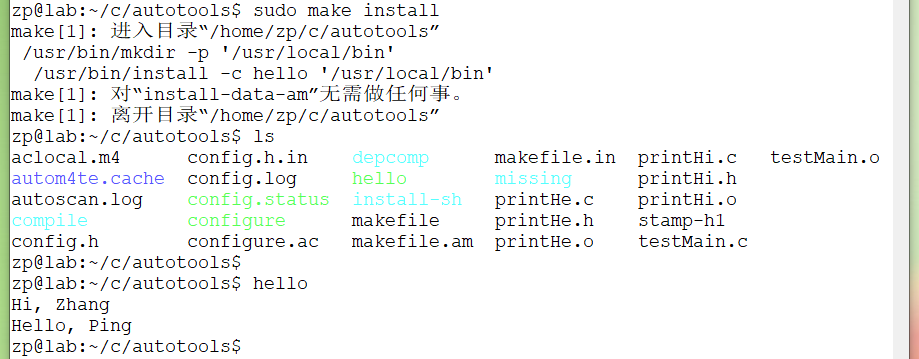 zp@lab:~/c/autotools$ sudo make install
make[1]: 进入目录“/home/zp/c/autotools”
 /usr/bin/mkdir -p '/usr/local/bin'
  /usr/bin/install -c hello '/usr/local/bin'
make[1]: 对“install-data-am”无需做任何事。
make[1]: 离开目录“/home/zp/c/autotools”
zp@lab:~/c/autotools$ ls
aclocal.m4 config.h.in depcomp makefile.in printHi.c testMain.o
autom4te.cache config.log hello missing printHi.h
autoscan.log config.status install-sh printHe.c printHi.o
compile configure makefile printHe.h stamp-h1
config.h configure.ac makefile.am printHe.o testMain.c
zp@lab:~/c/autotools$
zp@lab:~/c/autotools$ hello
Hi, Zhang
Hello, Ping
zp@lab:~/c/autotools$